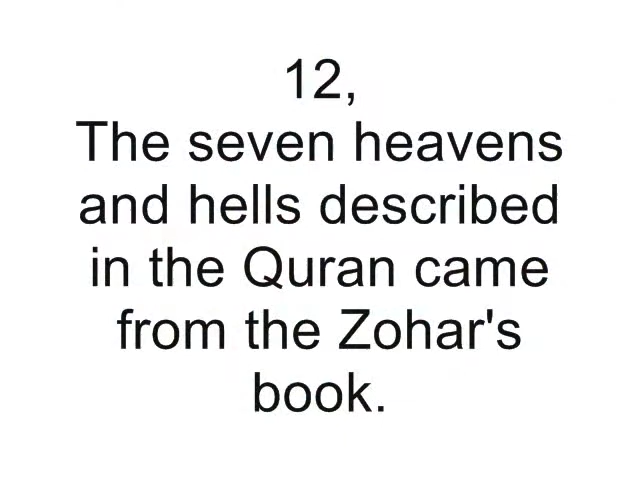 12,
The seven heavens
and hells described
in the Quran came
from the Zohar's
book.